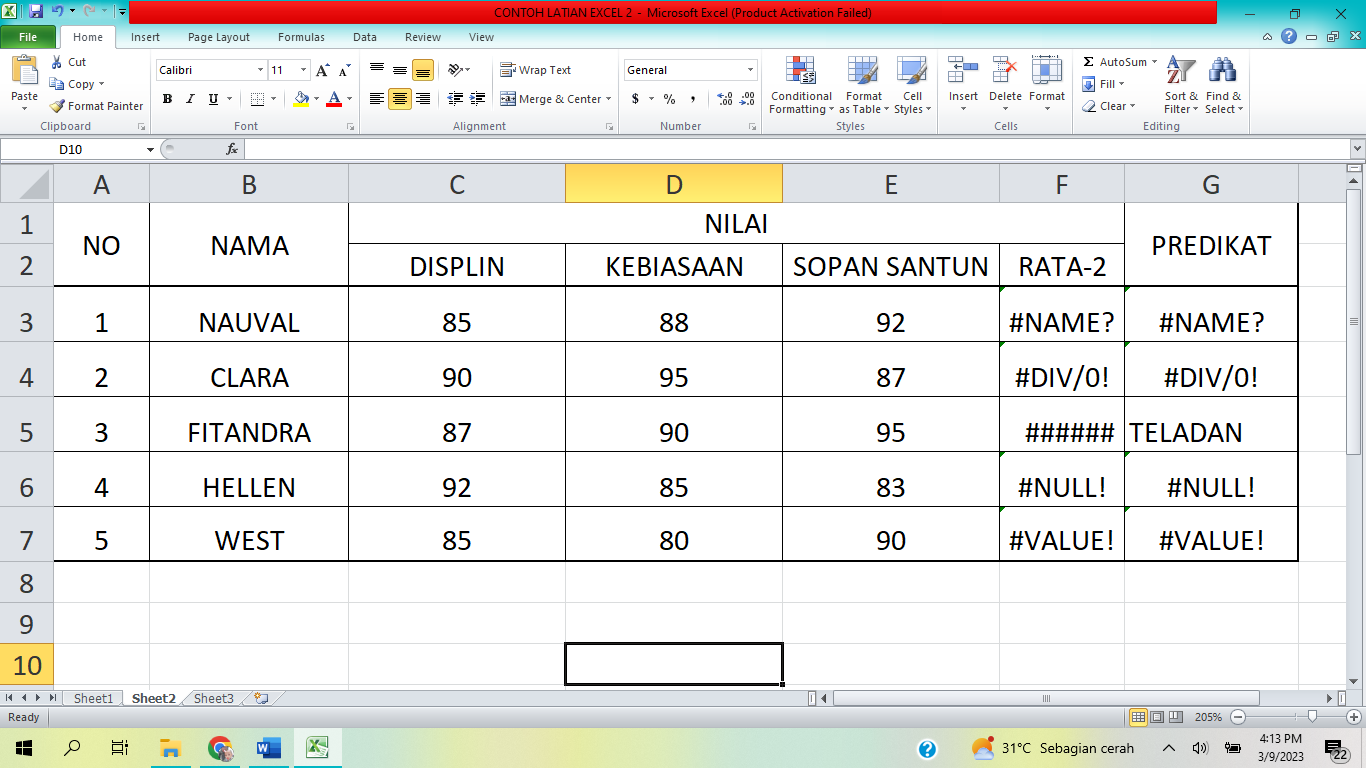 CONTOH LATIAN EXCEL 2 - Microsoft Excel (Product Activation Failed)
File Home Insert Page Layout Formulas Data Review View
Paste Cut Copy Format Painter
Clipboard
Calibri 11
B I U
Font
Wrap Text
Merge & Center
Alignment
General
$ % , .0 .00 .00 .0
Number
Conditional Formatting Format as Table Cell Styles
Styles
Insert Delete Format
Cells
Σ AutoSum Fill Clear Sort & Filter Find & Select
Editing
D10 fx
A B C D E F G
1 NO NAMA NILAI PREDIKAT
2 DISPLIN KEBIASAAN SOPAN SANTUN RATA-2
3 1 NAUVAL 85 88 92 #NAME? #NAME?
4 2 CLARA 90 95 87 #DIV/0! #DIV/0!
5 3 FITANDRA 87 90 95 ###### TELADAN
6 4 HELLEN 92 85 83 #NULL! #NULL!
7 5 WEST 85 80 90 #VALUE! #VALUE!
8
9
10
Sheet1 Sheet2 Sheet3
Ready 205%
31°C Sebagian cerah 4:13 PM
3/9/2023 22